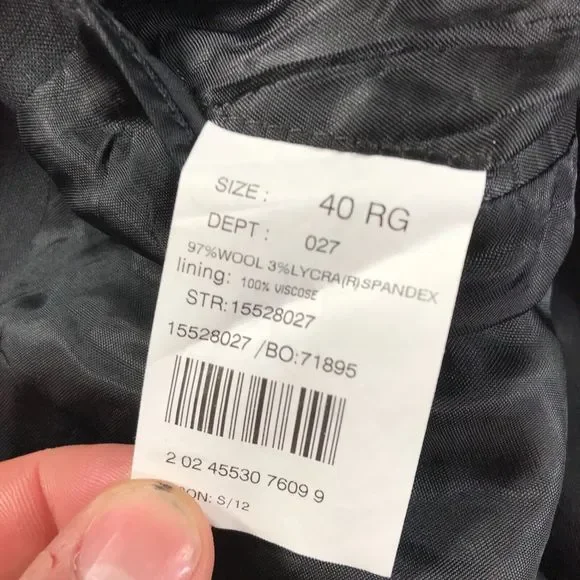 SIZE : 40 RG
DEPT : 027
97%WOOL 3%LYCRA(R)SPANDEX
lining: 100% VISCOSE
STR:15528027
15528027 /BO:71895
2 02 45530 7609 9
S/12